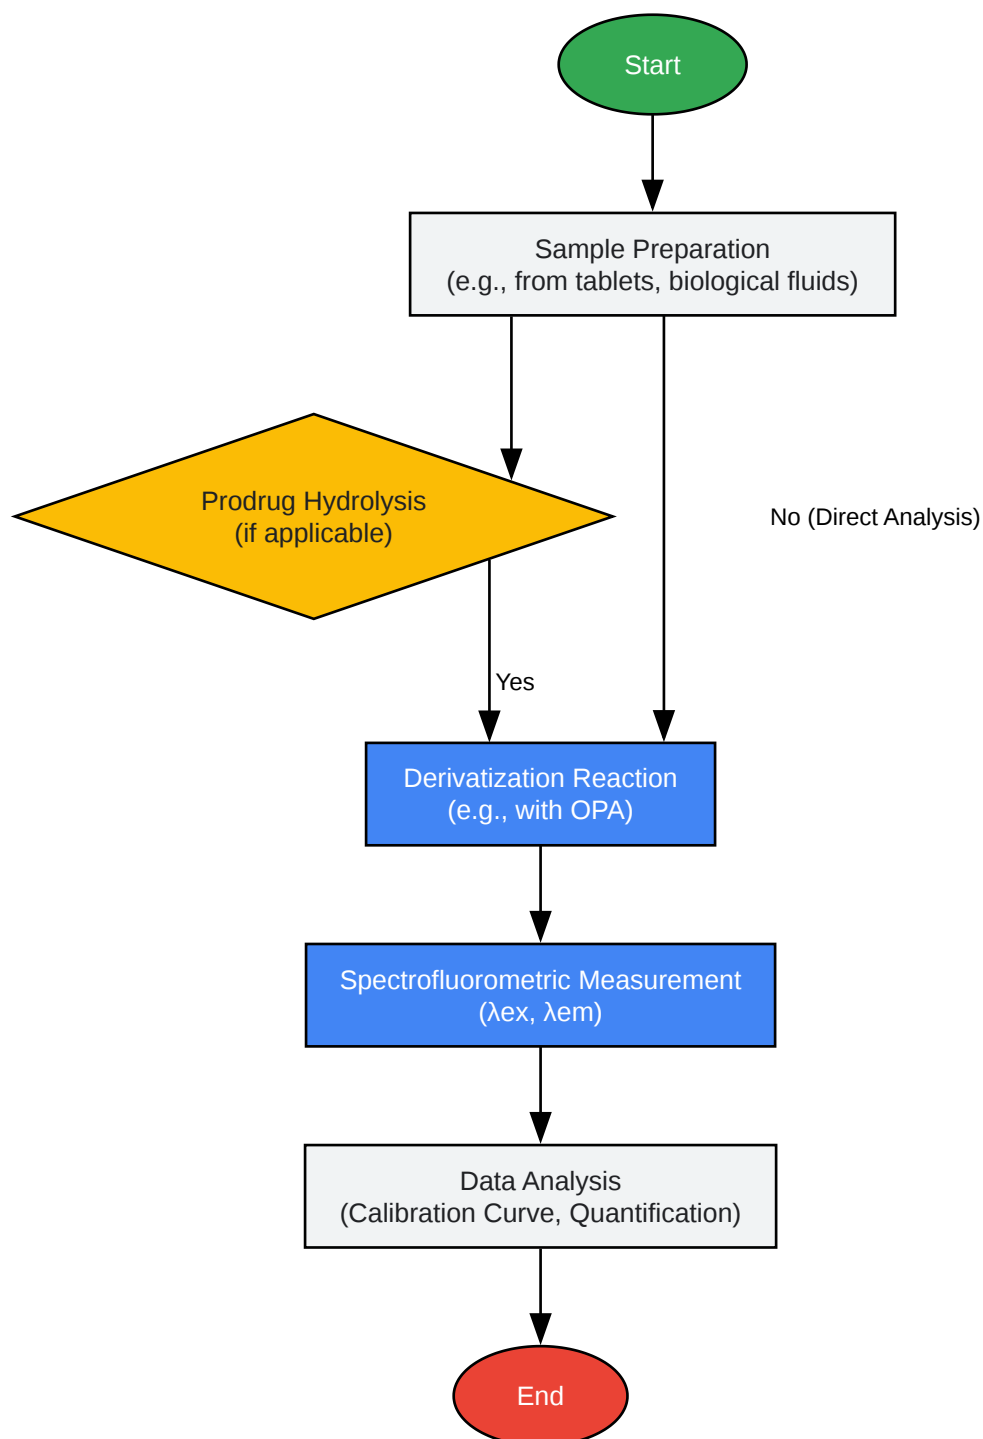 Start
Sample Preparation
(e.g., from tablets, biological fluids)
Prodrug Hydrolysis
(if applicable)
No (Direct Analysis)
Yes
Derivatization Reaction
(e.g., with OPA)
Spectrofluorometric Measurement
(λex, λem)
Data Analysis
(Calibration Curve, Quantification)
End